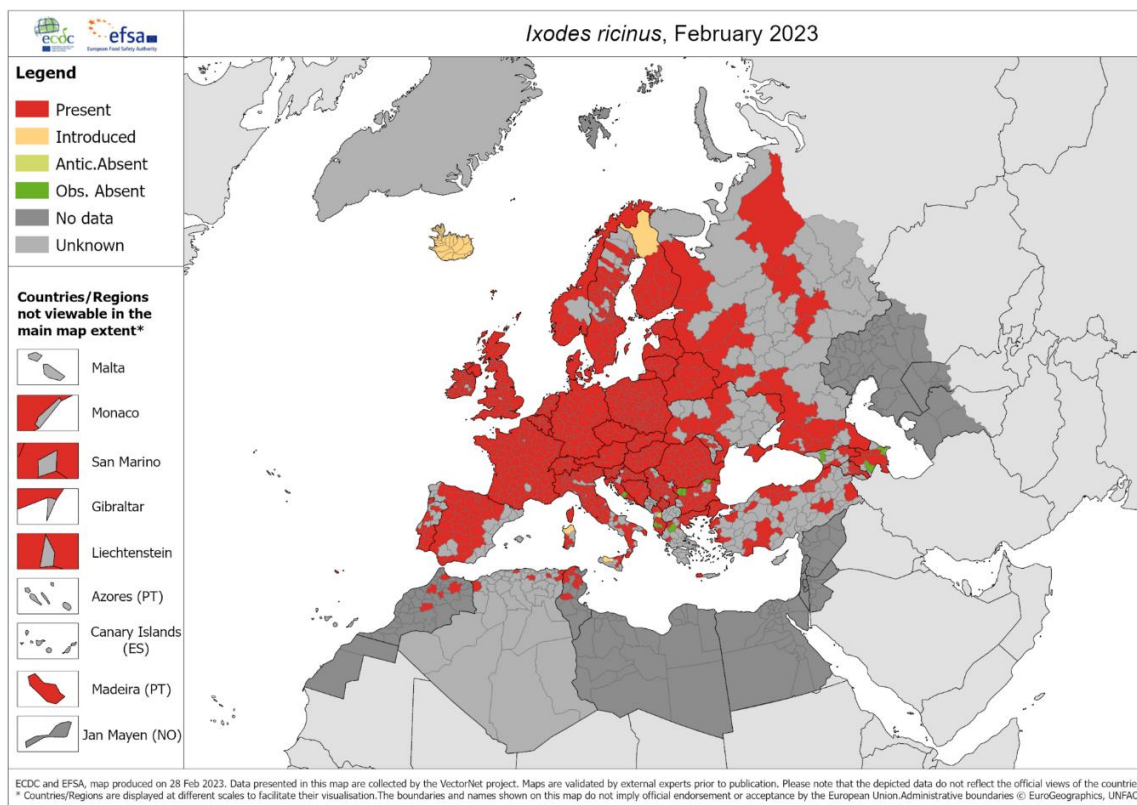 ecdc
efsa
European Food Safety Authority
Ixodes ricinus, February 2023
Legend
Present
Introduced
Antic.Absent
Obs. Absent
No data
Unknown
Countries/Regions
not viewable in the
main map extent*
Malta
Monaco
San Marino
Gibraltar
Liechtenstein
Azores (PT)
Canary Islands
(ES)
Madeira (PT)
Jan Mayen (NO)
ECDC and EFSA, map produced on 28 Feb 2023. Data presented in this map are collected by the VectorNet project. Maps are validated by external experts prior to publication. Please note that the depicted data do not reflect the official views of the countrie
* Countries/Regions are displayed at different scales to facilitate their visualisation.The boundaries and names shown on this map do not imply official endorsement or acceptance by the European Union.Administrative boundaries © EuroGeographics, UNFAO